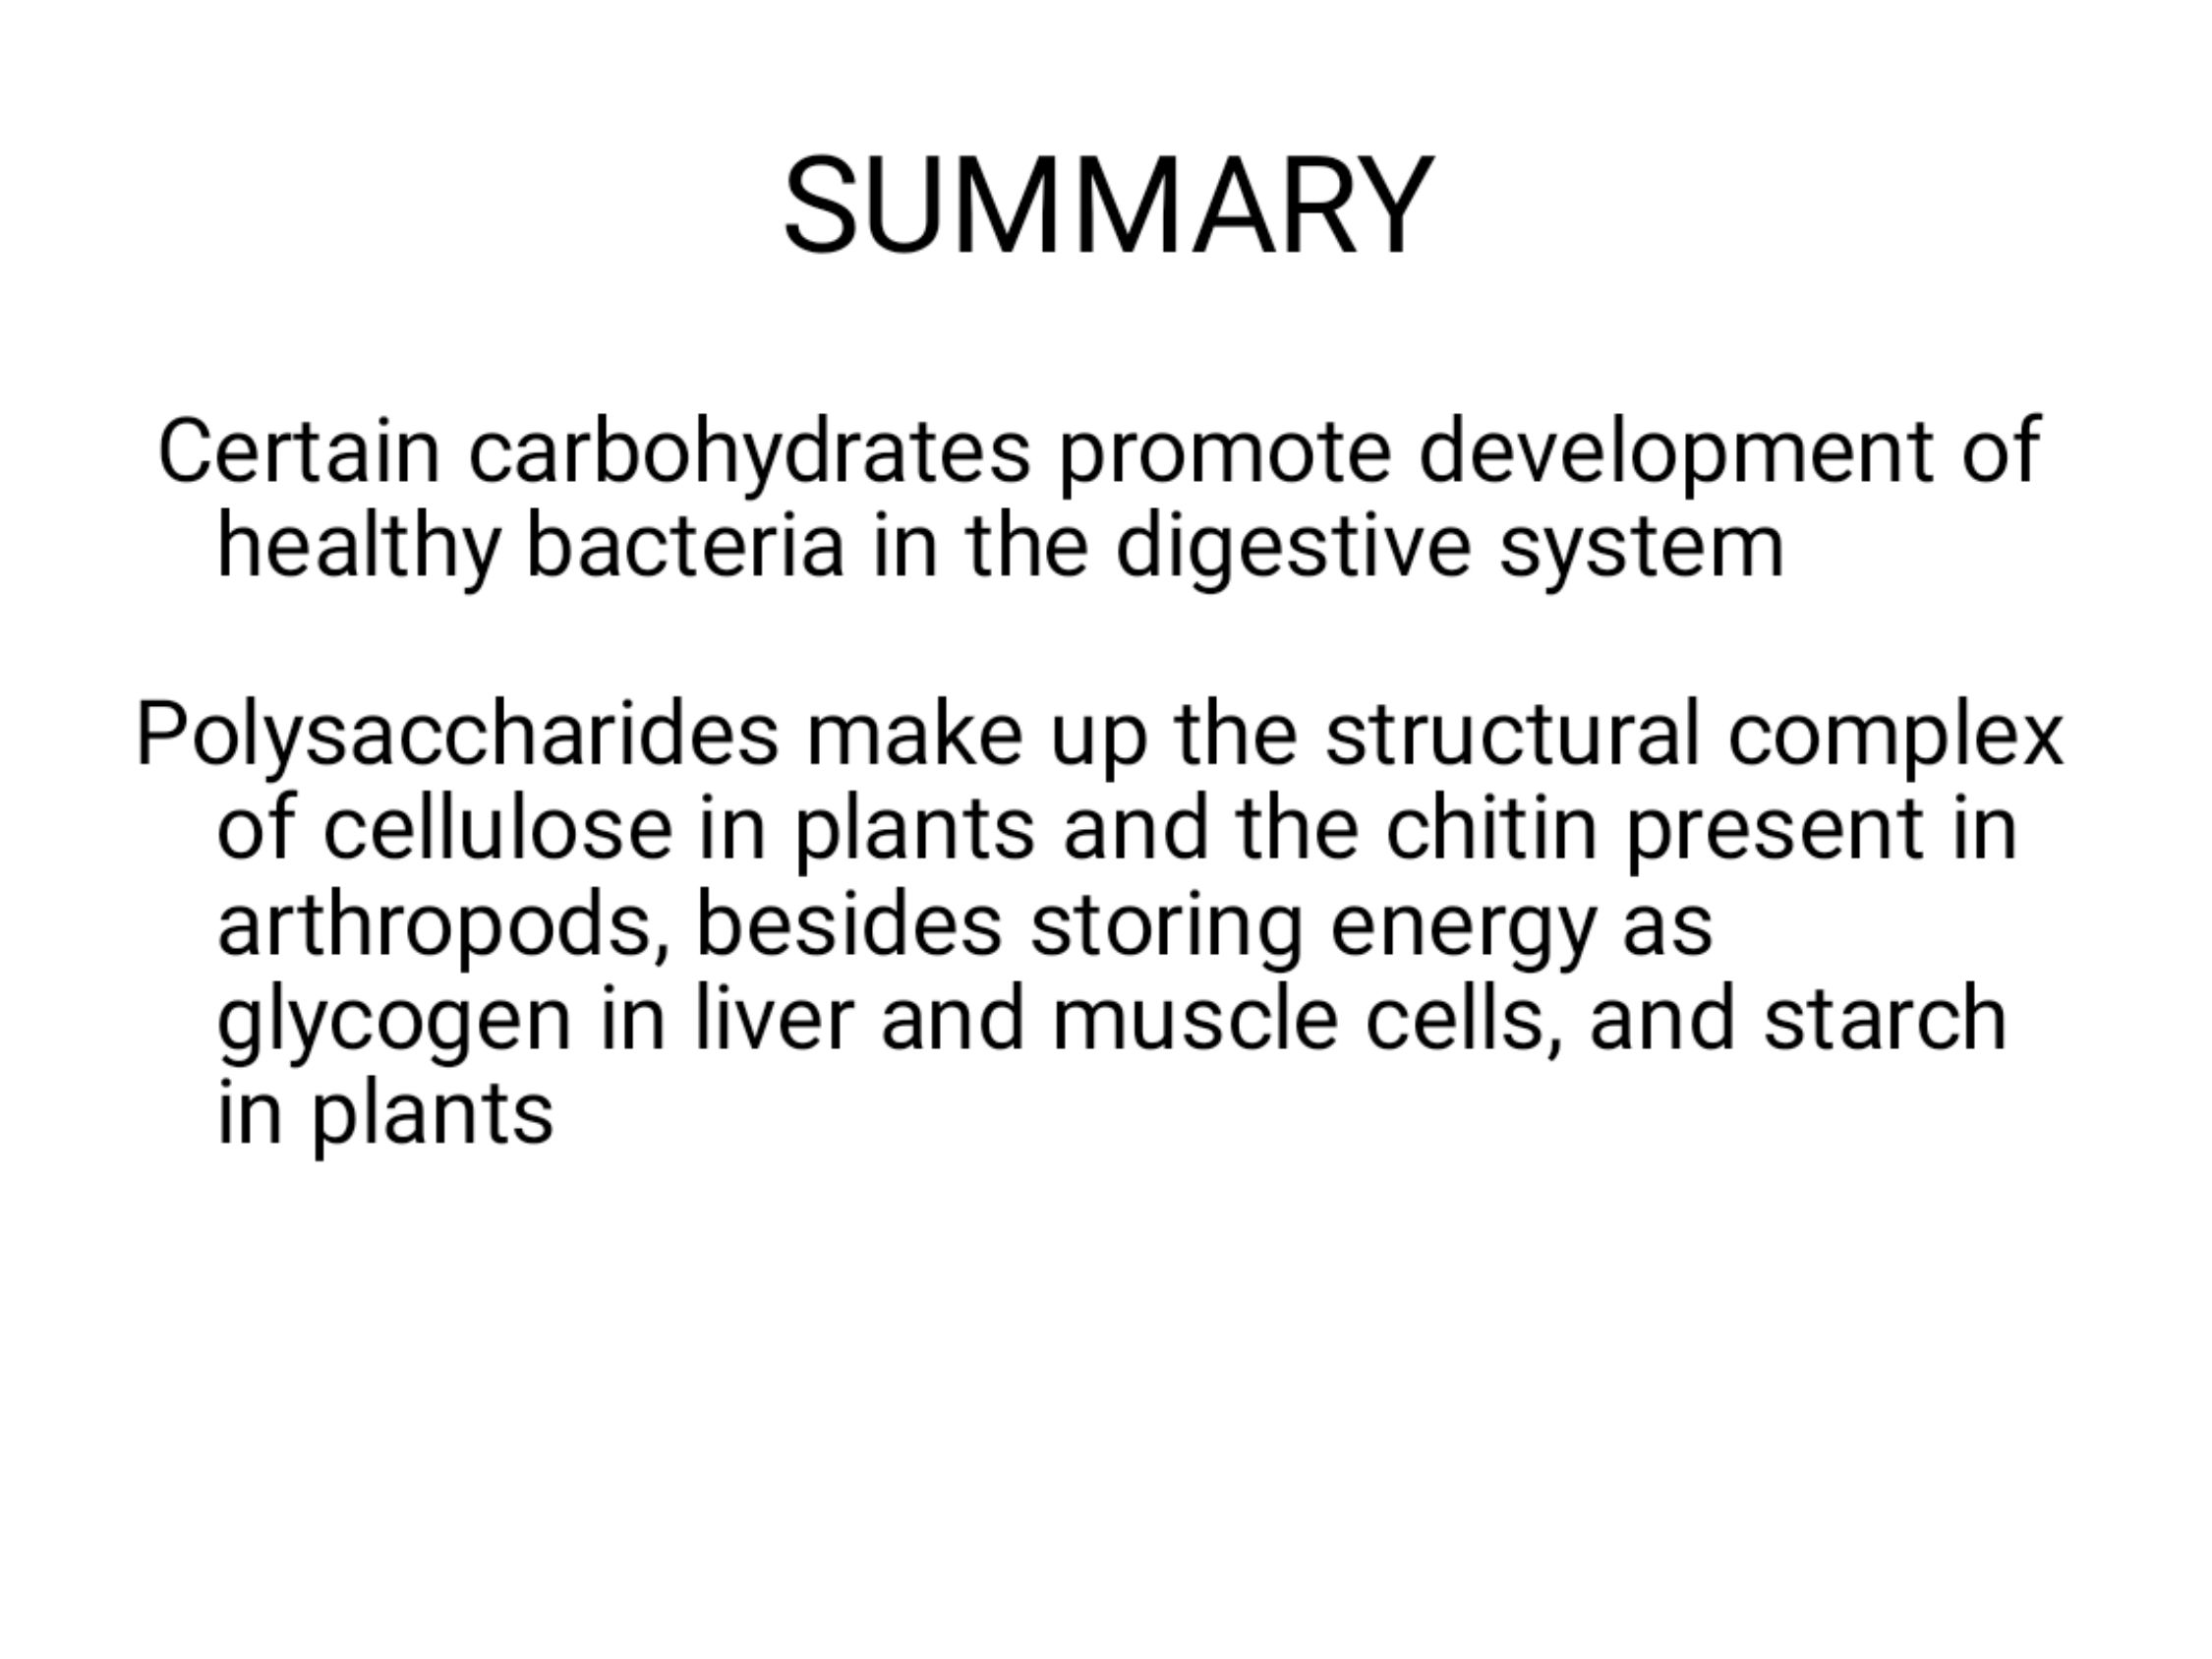 SUMMARY
Certain carbohydrates promote development of
healthy bacteria in the digestive system
Polysaccharides make up the structural complex
of cellulose in plants and the chitin present in
arthropods, besides storing energy as
glycogen in liver and muscle cells, and starch
in plants